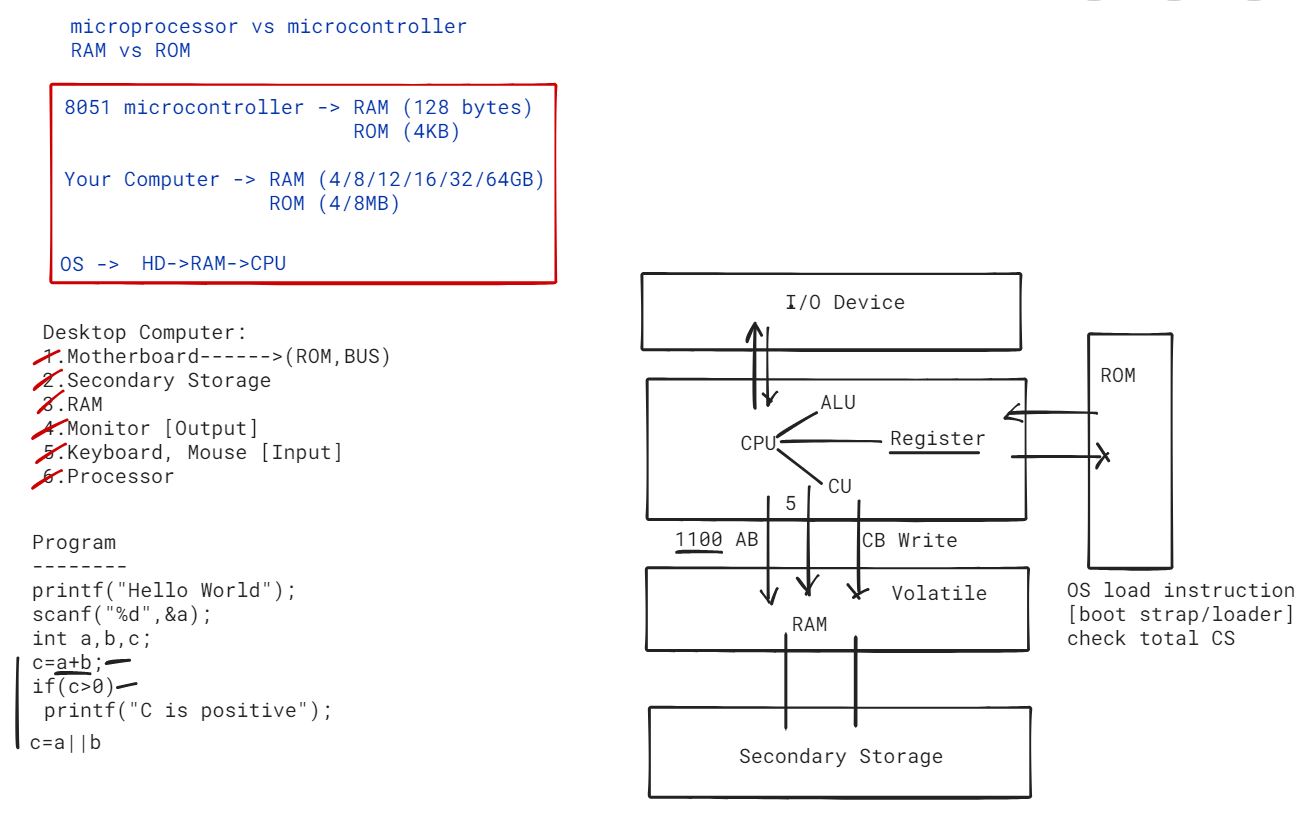 microprocessor vs microcontroller
RAM vs ROM
8051 microcontroller -> RAM (128 bytes)
ROM (4KB)
Your Computer -> RAM (4/8/12/16/32/64GB)
ROM (4/8MB)
OS -> HD->RAM->CPU
Desktop Computer:
1.Motherboard------>(ROM,BUS)
2.Secondary Storage
3.RAM
4.Monitor [Output]
5.Keyboard, Mouse [Input]
6.Processor
Program
--------
printf("Hello World");
scanf("%d",&a);
int a,b,c;
c=a+b;
if(c>0)
printf("C is positive");
c=a||b
I/O Device
ALU
CPU
Register
CU
5
1100 AB
CB Write
Volatile
RAM
Secondary Storage
ROM
OS load instruction
[boot strap/loader]
check total CS